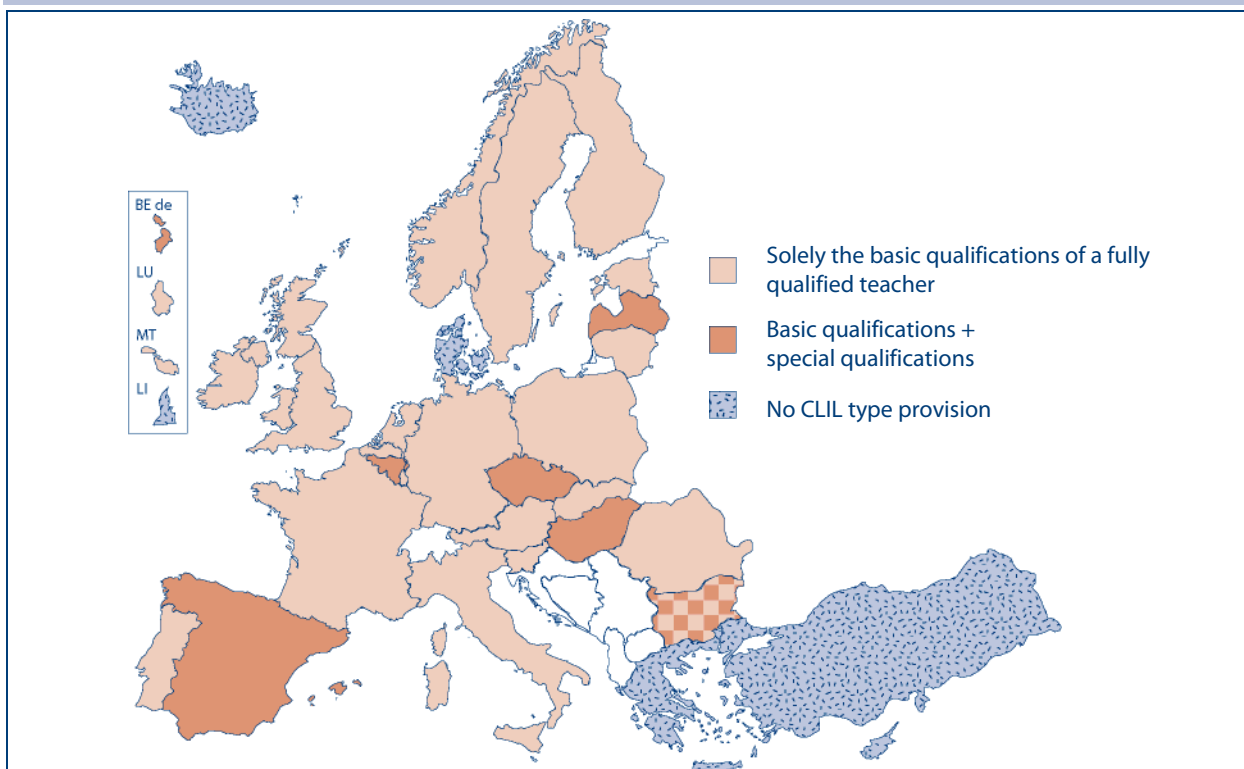 BE de
LU
MT
LI
Solely the basic qualifications of a fully
qualified teacher
Basic qualifications +
special qualifications
No CLIL type provision